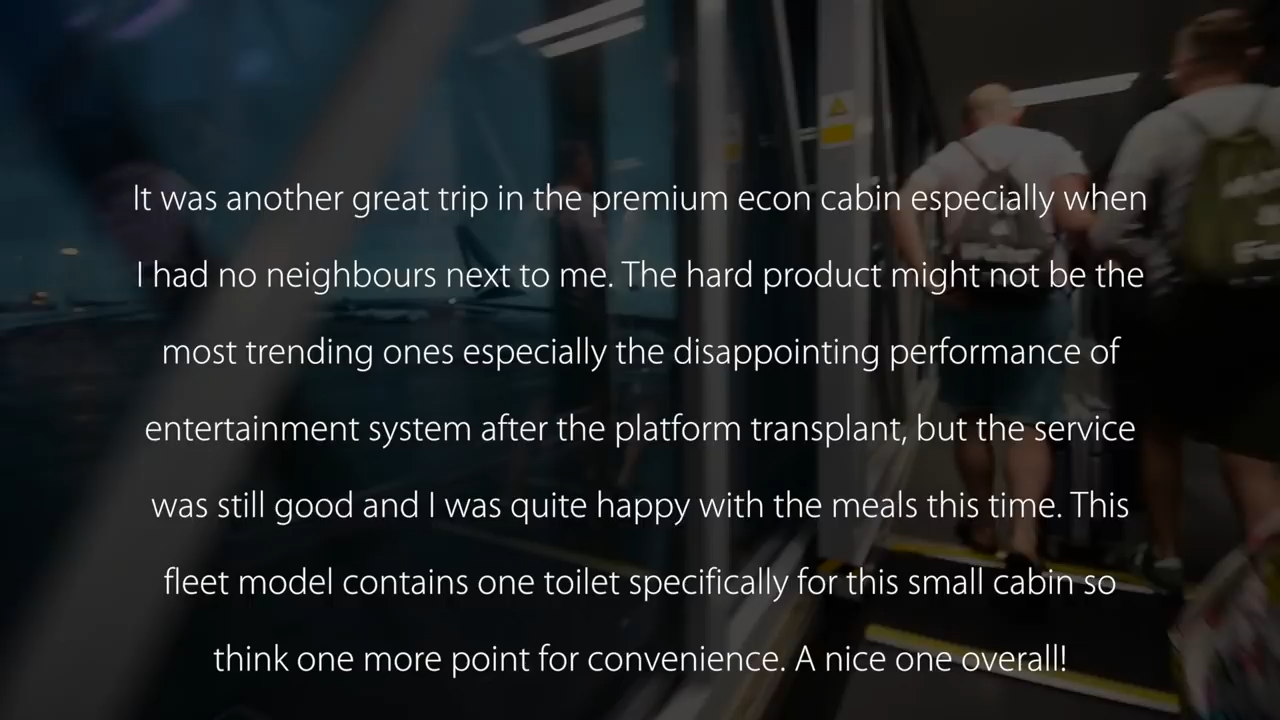 It was another great trip in the premium econ cabin especially when
I had no neighbours next to me. The hard product might not be the
most trending ones especially the disappointing performance of
entertainment system after the platform transplant, but the service
was still good and I was quite happy with the meals this time. This
fleet model contains one toilet specifically for this small cabin so
think one more point for convenience. A nice one overall!